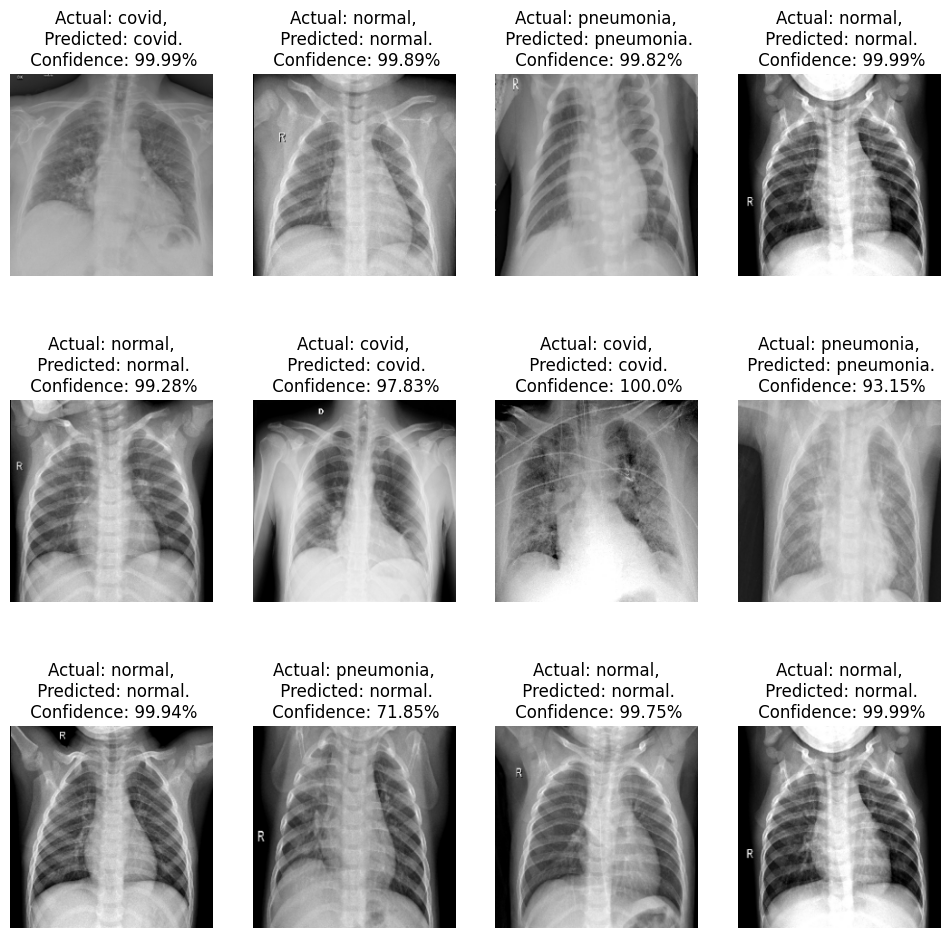 Actual: covid,
Predicted: covid.
Confidence: 99.99%
Actual: normal,
Predicted: normal.
Confidence: 99.89%
Actual: pneumonia,
Predicted: pneumonia.
Confidence: 99.82%
Actual: normal,
Predicted: normal.
Confidence: 99.99%
R
D
R
R
Actual: normal,
Predicted: normal.
Confidence: 99.28%
Actual: covid,
Predicted: covid.
Confidence: 97.83%
Actual: covid,
Predicted: covid.
Confidence: 100.0%
Actual: pneumonia,
Predicted: pneumonia.
Confidence: 93.15%
R
D
Actual: normal,
Predicted: normal.
Confidence: 99.94%
Actual: pneumonia,
Predicted: normal.
Confidence: 71.85%
Actual: normal,
Predicted: normal.
Confidence: 99.75%
Actual: normal,
Predicted: normal.
Confidence: 99.99%
R
R
R
R